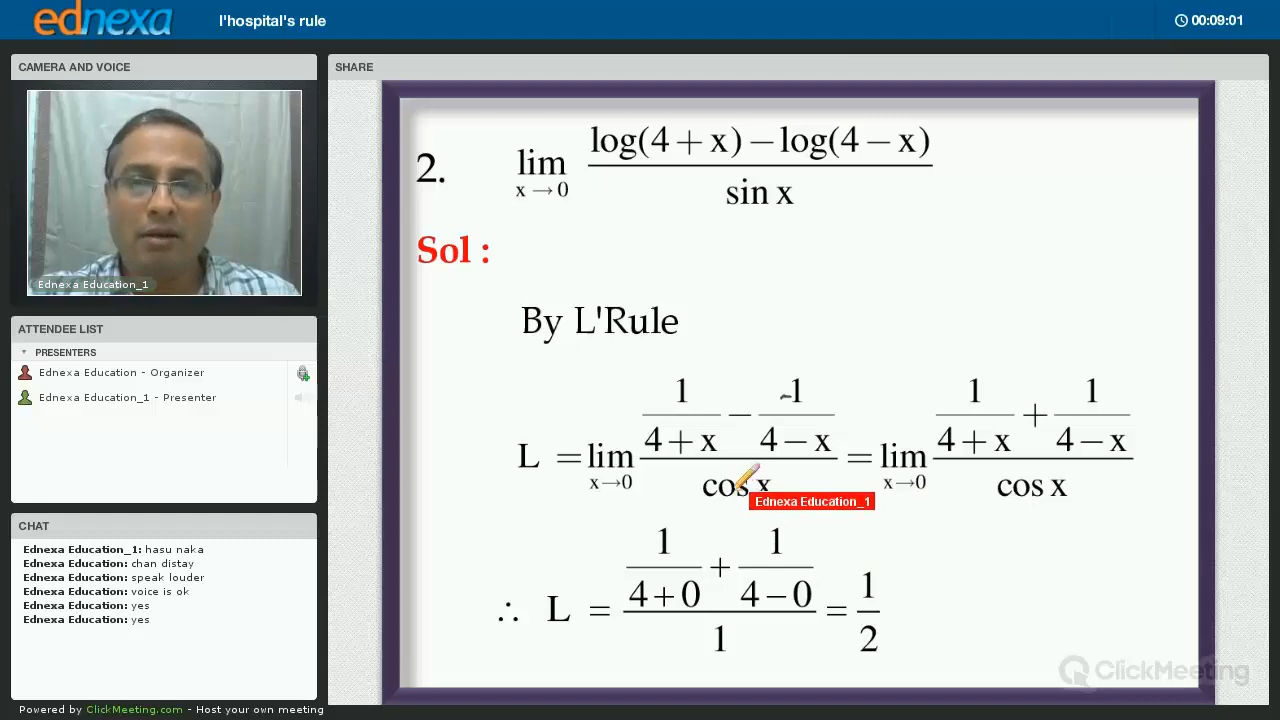 ednexa
l'hospital's rule
00:09:01
CAMERA AND VOICE
Ednexa Education_1
ATTENDEE LIST
PRESENTERS
Ednexa Education - Organizer
Ednexa Education_1 - Presenter
CHAT
Ednexa Education_1: hasu naka
Ednexa Education: chan distay
Ednexa Education: speak louder
Ednexa Education: voice is ok
Ednexa Education: yes
Ednexa Education: yes
Powered by ClickMeeting.com - Host your own meeting
SHARE
2. lim x→0 (log(4+x)−log(4−x))/(sin x)
Sol :
By L'Rule
L = lim x→0 (1/(4+x) − -1/(4−x))/(cos x) = lim x→0 (1/(4+x) + 1/(4−x))/(cos x)
Ednexa Education_1
∴ L = (1/(4+0) + 1/(4−0))/1 = 1/2
ClickMeeting